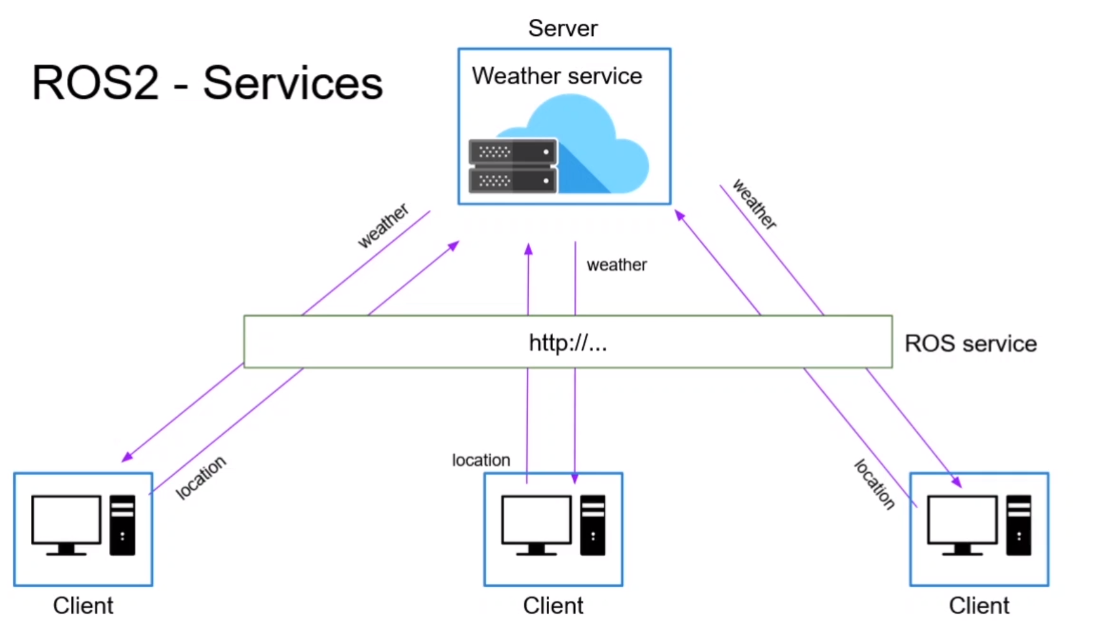 Server
ROS2 - Services
Weather service
weather
weather
weather
http://...
ROS service
location
location
location
Client
Client
Client